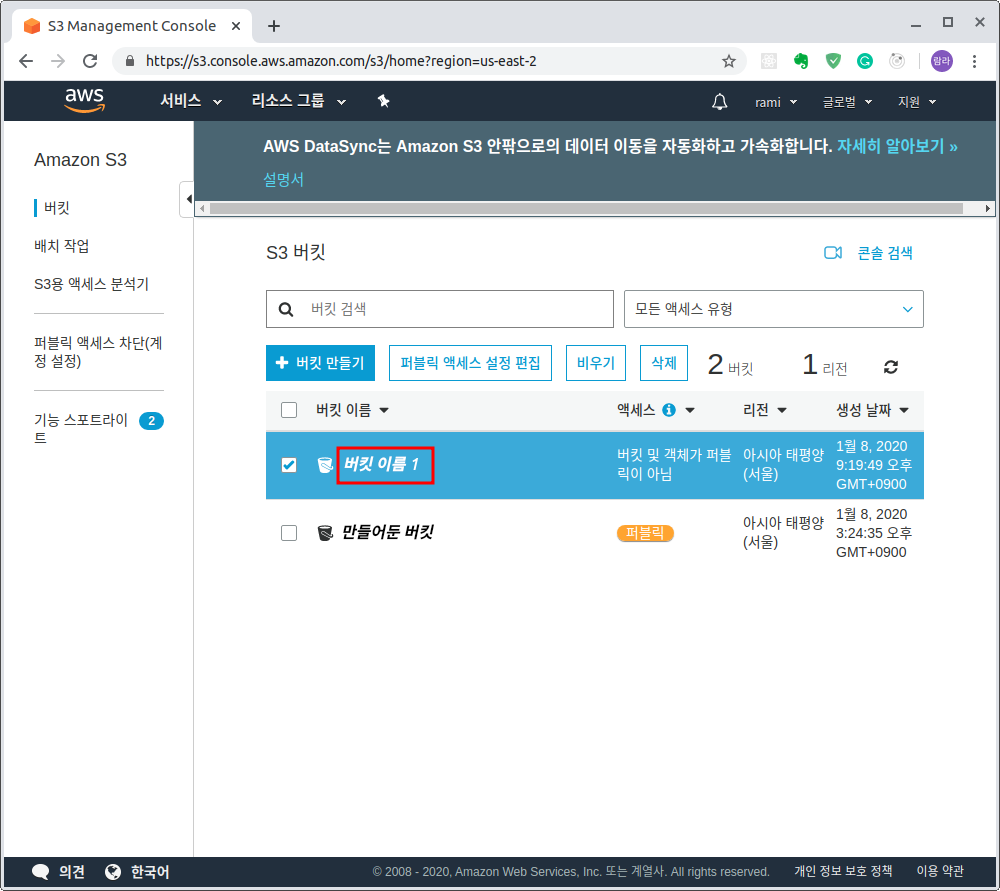 S3 Management Console
https://s3.console.aws.amazon.com/s3/home?region=us-east-2
람라
aws 서비스 리소스 그룹 rami 글로벌 지원
Amazon S3
버킷
배치 작업
S3용 액세스 분석기
퍼블릭 액세스 차단(계
정 설정)
기능 스포트라이 2
트
AWS DataSync는 Amazon S3 안팎으로의 데이터 이동을 자동화하고 가속화합니다. 자세히 알아보기 »
설명서
S3 버킷 콘솔 검색
버킷 검색 모든 액세스 유형
버킷 만들기 퍼블릭 액세스 설정 편집 비우기 삭제 2 버킷 1 리전
버킷 이름 액세스 리전 생성 날짜
버킷 이름 1
버킷 및 객체가 퍼블
릭이 아님
아시아 태평양
(서울)
1월 8, 2020
9:19:49 오후
GMT+0900
만들어둔 버킷
퍼블릭
아시아 태평양
(서울)
1월 8, 2020
3:24:35 오후
GMT+0900
의견 한국어 © 2008 - 2020, Amazon Web Services, Inc. 또는 계열사. All rights reserved. 개인 정보 보호 정책 이용 약관